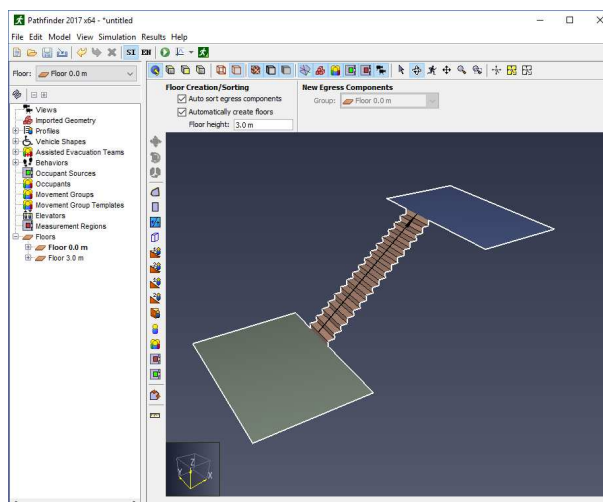 Pathfinder 2017 x64 - *untitled
File Edit Model View Simulation Results Help
SI EN
Floor: Floor 0.0 m
Floor Creation/Sorting
Auto sort egress components
Automatically create floors
Floor height: 3.0 m
New Egress Components
Group: Floor 0.0 m
Views
Imported Geometry
Profiles
Vehicle Shapes
Assisted Evacuation Teams
Behaviors
Occupant Sources
Occupants
Movement Groups
Movement Group Templates
Elevators
Measurement Regions
Floors
Floor 0.0 m
Floor 3.0 m
Z
Y X